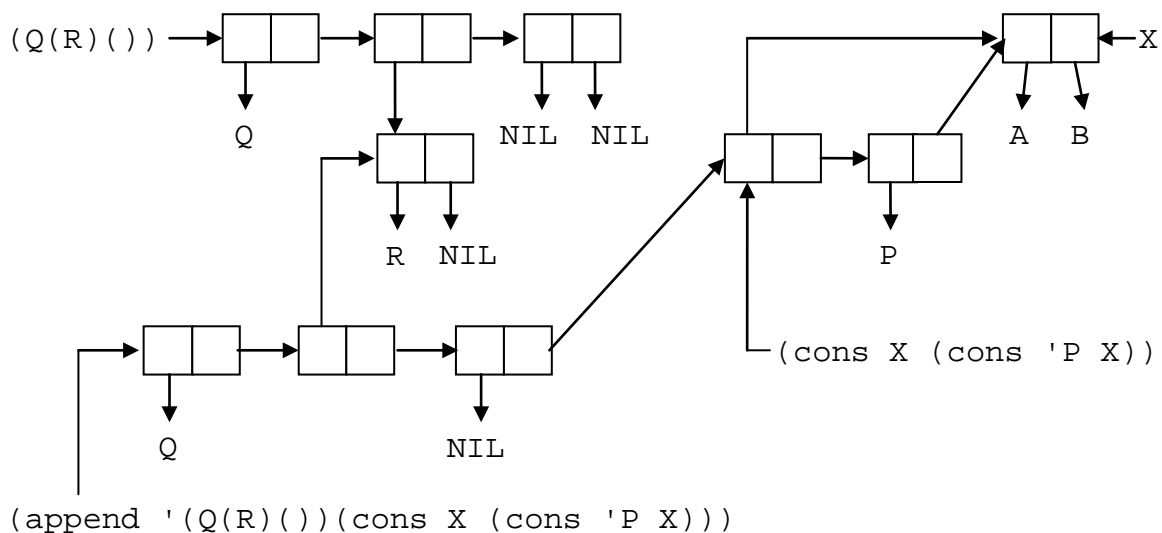 (Q(R)())
X
Q
NIL
NIL
A
B
R
NIL
P
(cons X (cons 'P X))
Q
NIL
(append '(Q(R)())(cons X (cons 'P X)))